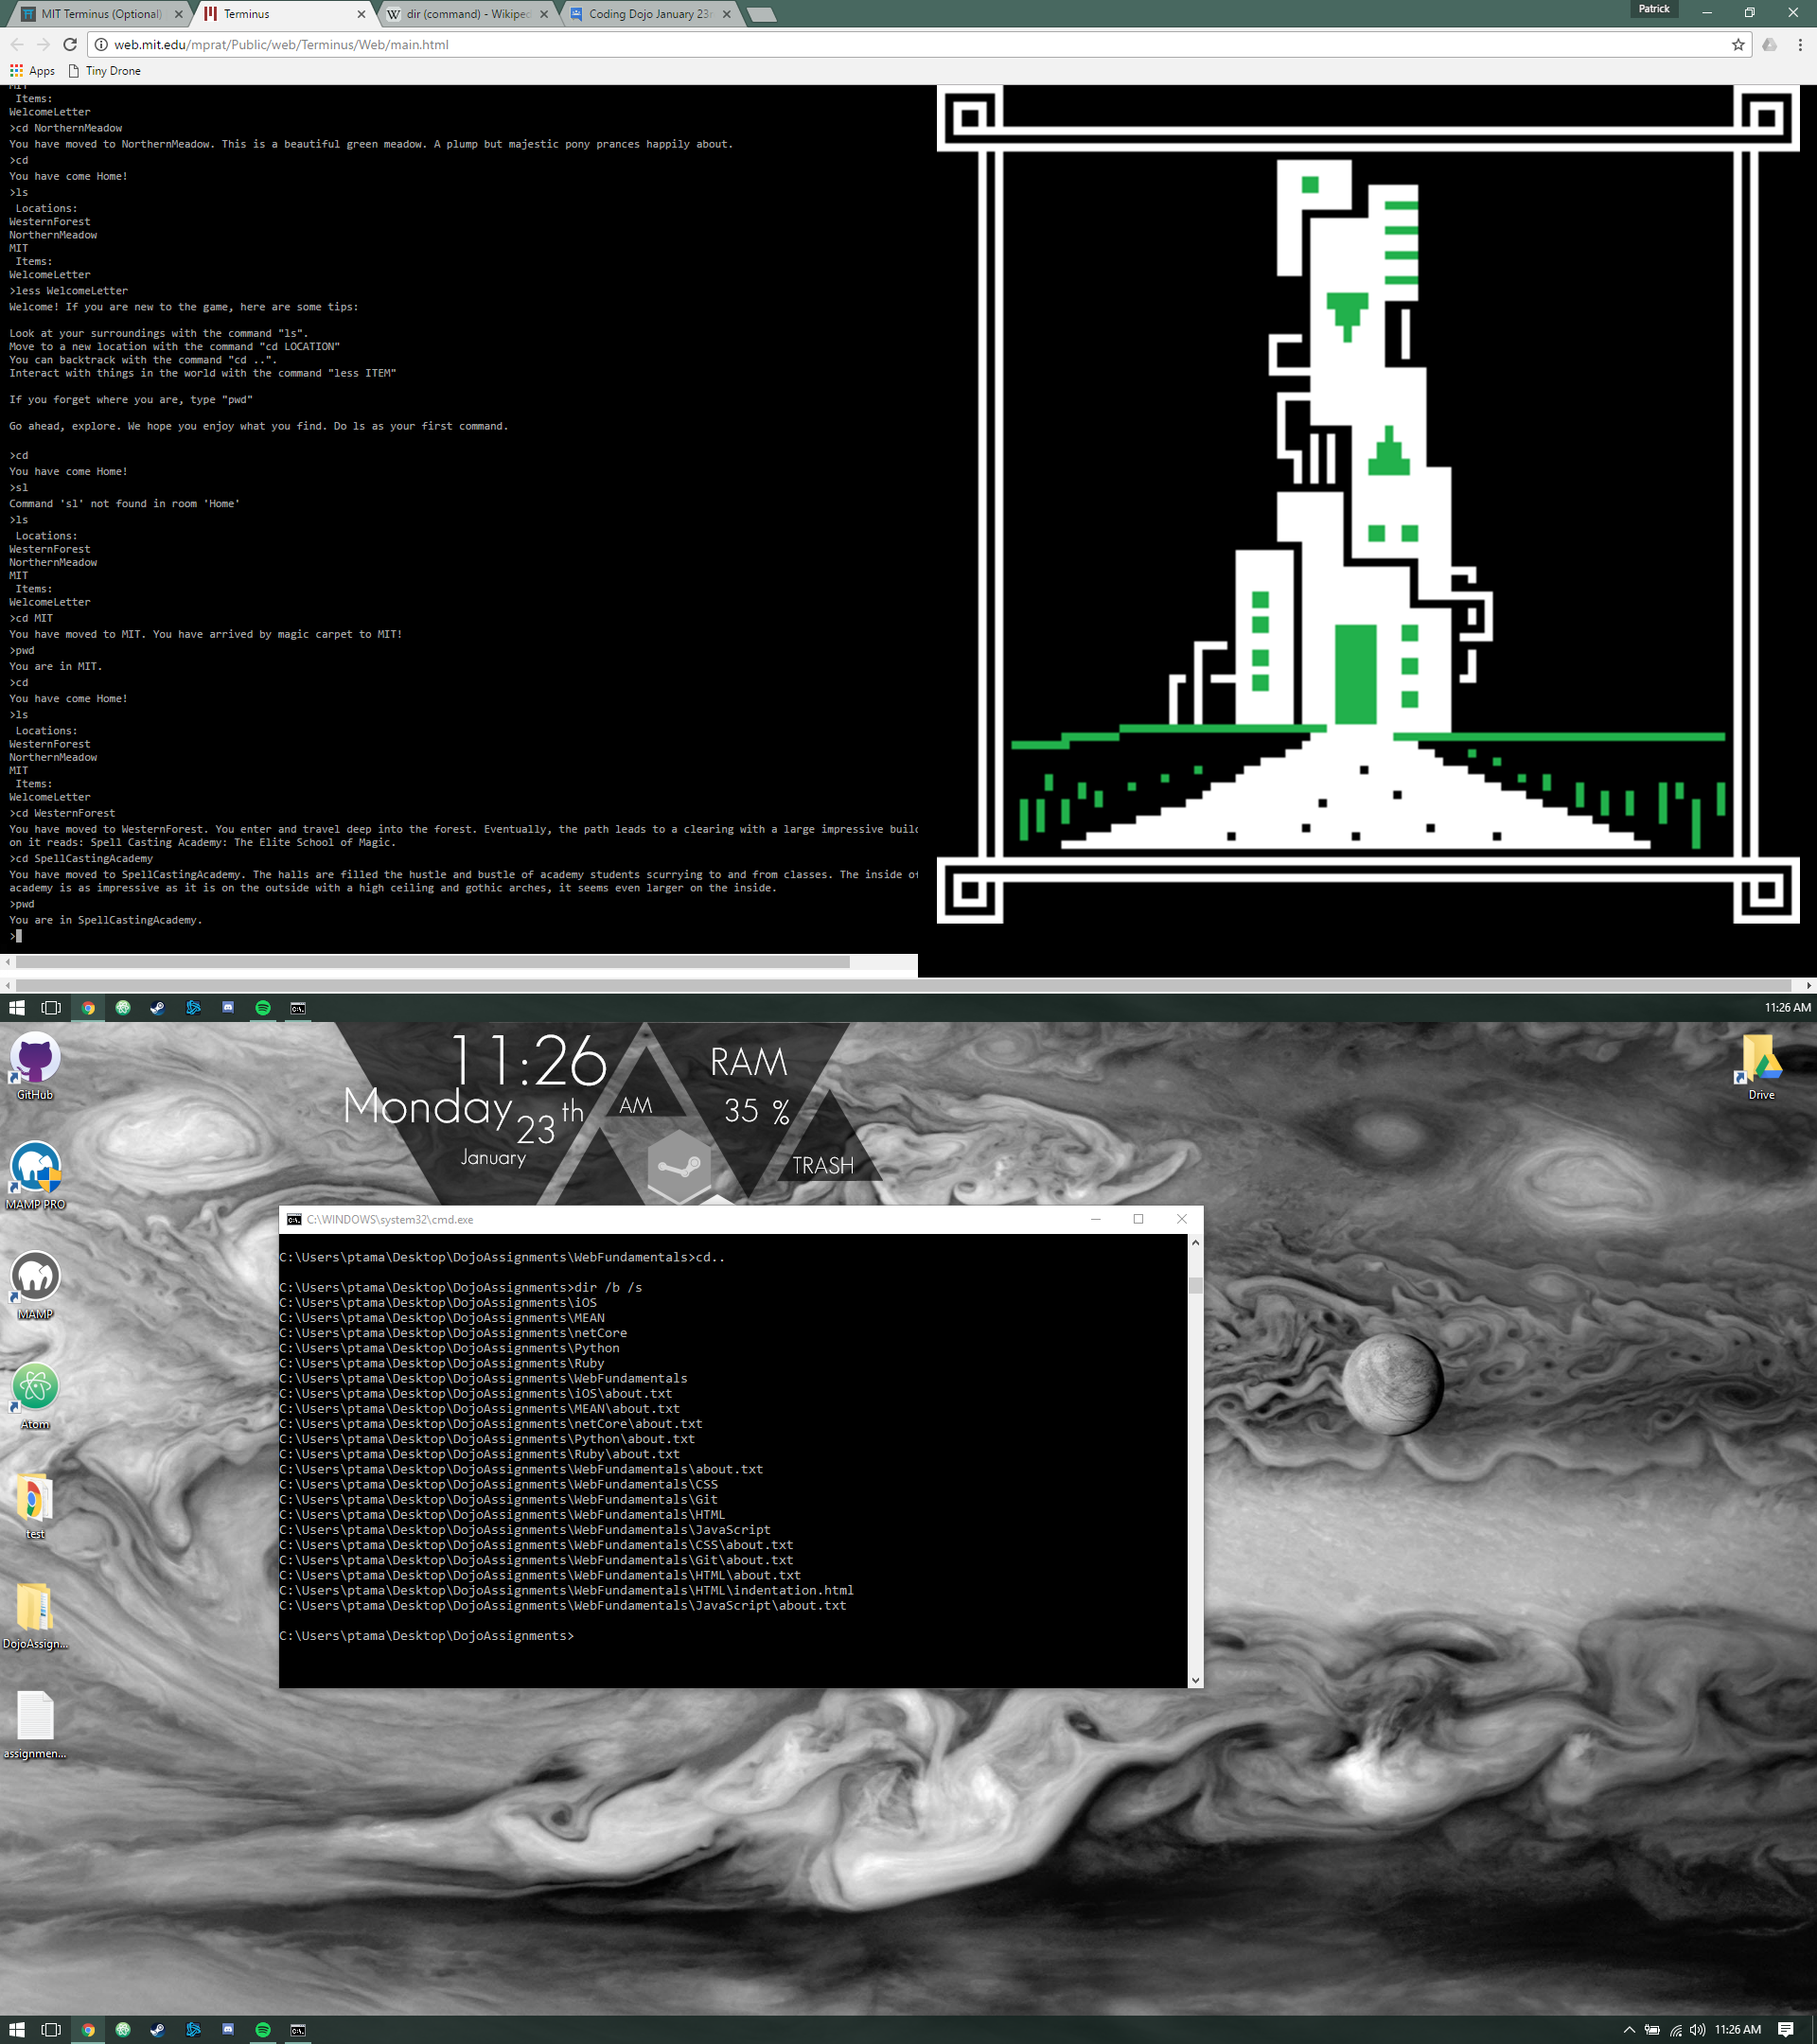 MIT Terminus (Optional)
Terminus
dir (command) - Wikiped
Coding Dojo January 23r
Patrick
web.mit.edu/mprat/Public/web/Terminus/Web/main.html
Apps
Tiny Drone
MIT
 Items:
WelcomeLetter
>cd NorthernMeadow
You have moved to NorthernMeadow. This is a beautiful green meadow. A plump but majestic pony prances happily about.
>cd
You have come Home!
>ls
 Locations:
WesternForest
NorthernMeadow
MIT
 Items:
WelcomeLetter
>less WelcomeLetter
Welcome! If you are new to the game, here are some tips:
Look at your surroundings with the command "ls".
Move to a new location with the command "cd LOCATION"
You can backtrack with the command "cd ..".
Interact with things in the world with the command "less ITEM"
If you forget where you are, type "pwd"
Go ahead, explore. We hope you enjoy what you find. Do ls as your first command.
>cd
You have come Home!
>sl
Command 'sl' not found in room 'Home'
>ls
 Locations:
WesternForest
NorthernMeadow
MIT
 Items:
WelcomeLetter
>cd MIT
You have moved to MIT. You have arrived by magic carpet to MIT!
>pwd
You are in MIT.
>cd
You have come Home!
>ls
 Locations:
WesternForest
NorthernMeadow
MIT
 Items:
WelcomeLetter
>cd WesternForest
You have moved to WesternForest. You enter and travel deep into the forest. Eventually, the path leads to a clearing with a large impressive build
on it reads: Spell Casting Academy: The Elite School of Magic.
>cd SpellCastingAcademy
You have moved to SpellCastingAcademy. The halls are filled the hustle and bustle of academy students scurrying to and from classes. The inside of
academy is as impressive as it is on the outside with a high ceiling and gothic arches, it seems even larger on the inside.
>pwd
You are in SpellCastingAcademy.
>
11:26 AM
GitHub
MAMP PRO
MAMP
Atom
test
DojoAssign...
assignmen...
Drive
11:26
AM
Monday 23th
January
RAM
35 %
TRASH
C:\WINDOWS\system32\cmd.exe
C:\Users\ptama\Desktop\DojoAssignments\WebFundamentals>cd..
C:\Users\ptama\Desktop\DojoAssignments>dir /b /s
C:\Users\ptama\Desktop\DojoAssignments\iOS
C:\Users\ptama\Desktop\DojoAssignments\MEAN
C:\Users\ptama\Desktop\DojoAssignments\netCore
C:\Users\ptama\Desktop\DojoAssignments\Python
C:\Users\ptama\Desktop\DojoAssignments\Ruby
C:\Users\ptama\Desktop\DojoAssignments\WebFundamentals
C:\Users\ptama\Desktop\DojoAssignments\iOS\about.txt
C:\Users\ptama\Desktop\DojoAssignments\MEAN\about.txt
C:\Users\ptama\Desktop\DojoAssignments\netCore\about.txt
C:\Users\ptama\Desktop\DojoAssignments\Python\about.txt
C:\Users\ptama\Desktop\DojoAssignments\Ruby\about.txt
C:\Users\ptama\Desktop\DojoAssignments\WebFundamentals\about.txt
C:\Users\ptama\Desktop\DojoAssignments\WebFundamentals\CSS
C:\Users\ptama\Desktop\DojoAssignments\WebFundamentals\Git
C:\Users\ptama\Desktop\DojoAssignments\WebFundamentals\HTML
C:\Users\ptama\Desktop\DojoAssignments\WebFundamentals\JavaScript
C:\Users\ptama\Desktop\DojoAssignments\WebFundamentals\CSS\about.txt
C:\Users\ptama\Desktop\DojoAssignments\WebFundamentals\Git\about.txt
C:\Users\ptama\Desktop\DojoAssignments\WebFundamentals\HTML\about.txt
C:\Users\ptama\Desktop\DojoAssignments\WebFundamentals\HTML\indentation.html
C:\Users\ptama\Desktop\DojoAssignments\WebFundamentals\JavaScript\about.txt
C:\Users\ptama\Desktop\DojoAssignments>
11:26 AM